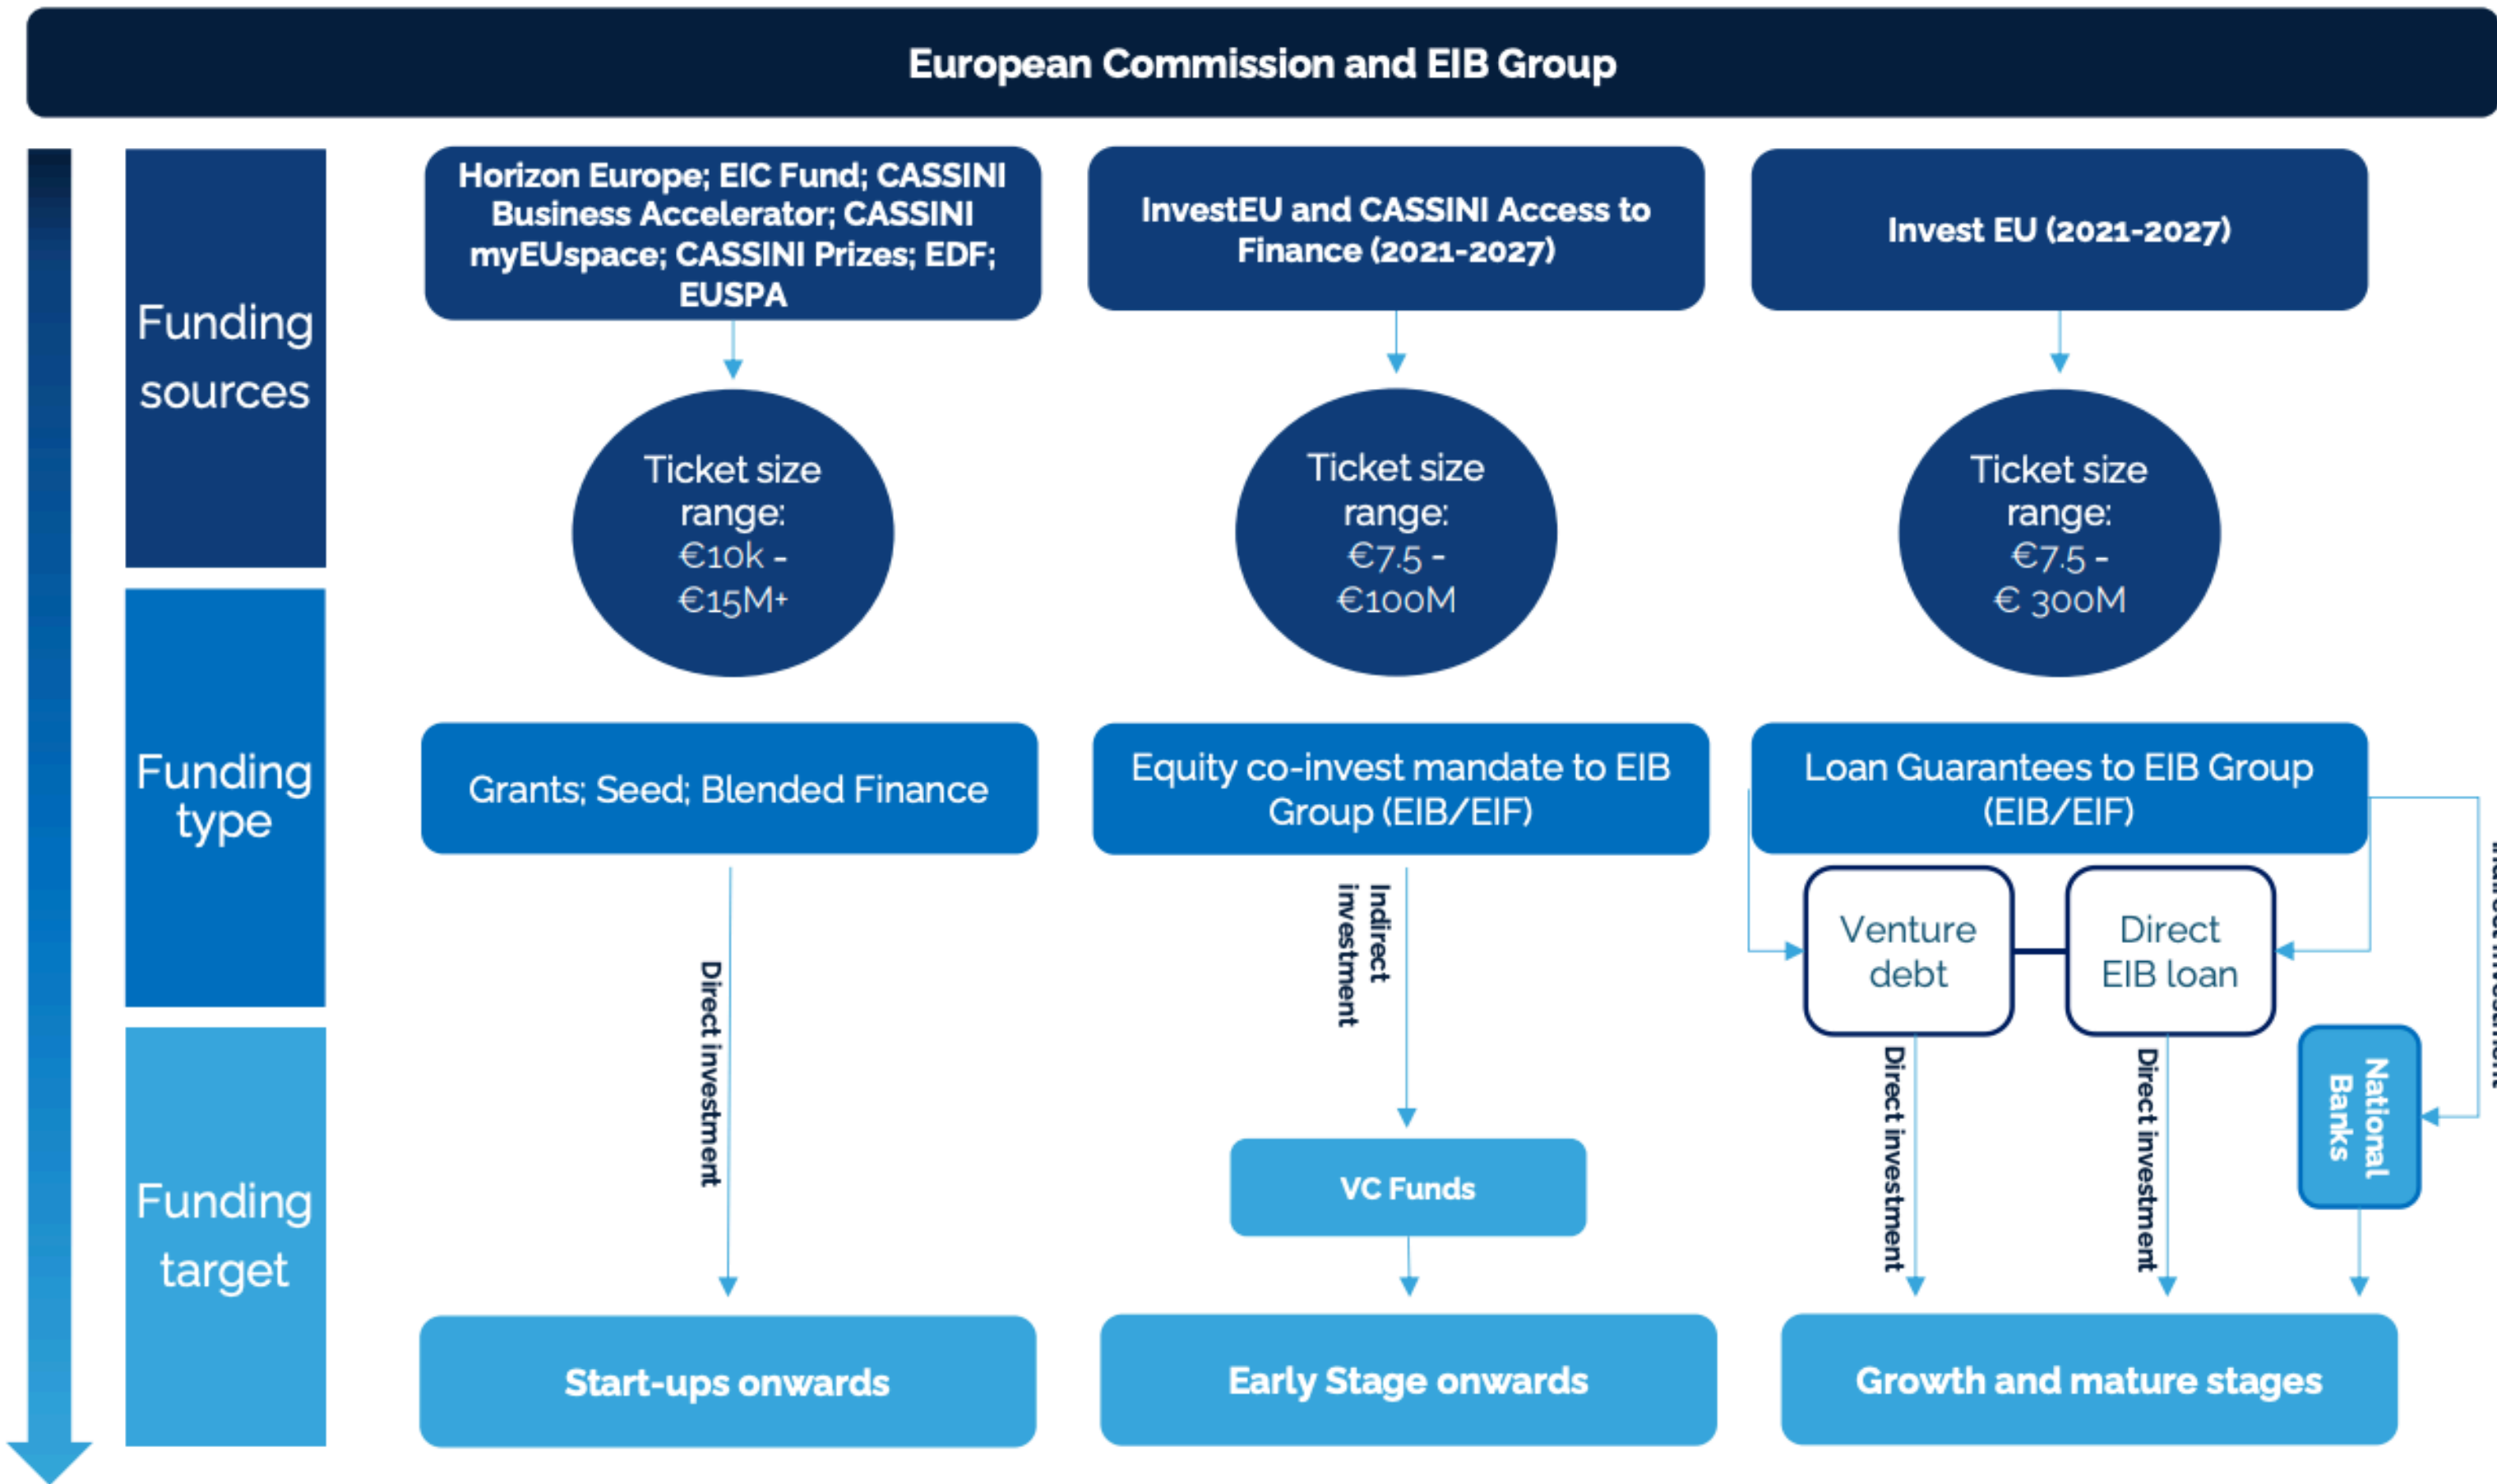 European Commission and EIB Group
Funding
sources
Horizon Europe; EIC Fund; CASSINI
Business Accelerator; CASSINI
myEUspace; CASSINI Prizes; EDF;
EUSPA
InvestEU and CASSINI Access to
Finance (2021-2027)
Invest EU (2021-2027)
Ticket size
range:
€10k -
€15M+
Ticket size
range:
€7.5 -
€100M
Ticket size
range:
€7.5 -
€ 300M
Funding
type
Grants; Seed; Blended Finance
Equity co-invest mandate to EIB
Group (EIB/EIF)
Loan Guarantees to EIB Group
(EIB/EIF)
Direct investment
Indirect
investment
Venture
debt
Direct
EIB loan
Direct investment
Direct investment
National
Banks
Funding
target
VC Funds
Start-ups onwards
Early Stage onwards
Growth and mature stages